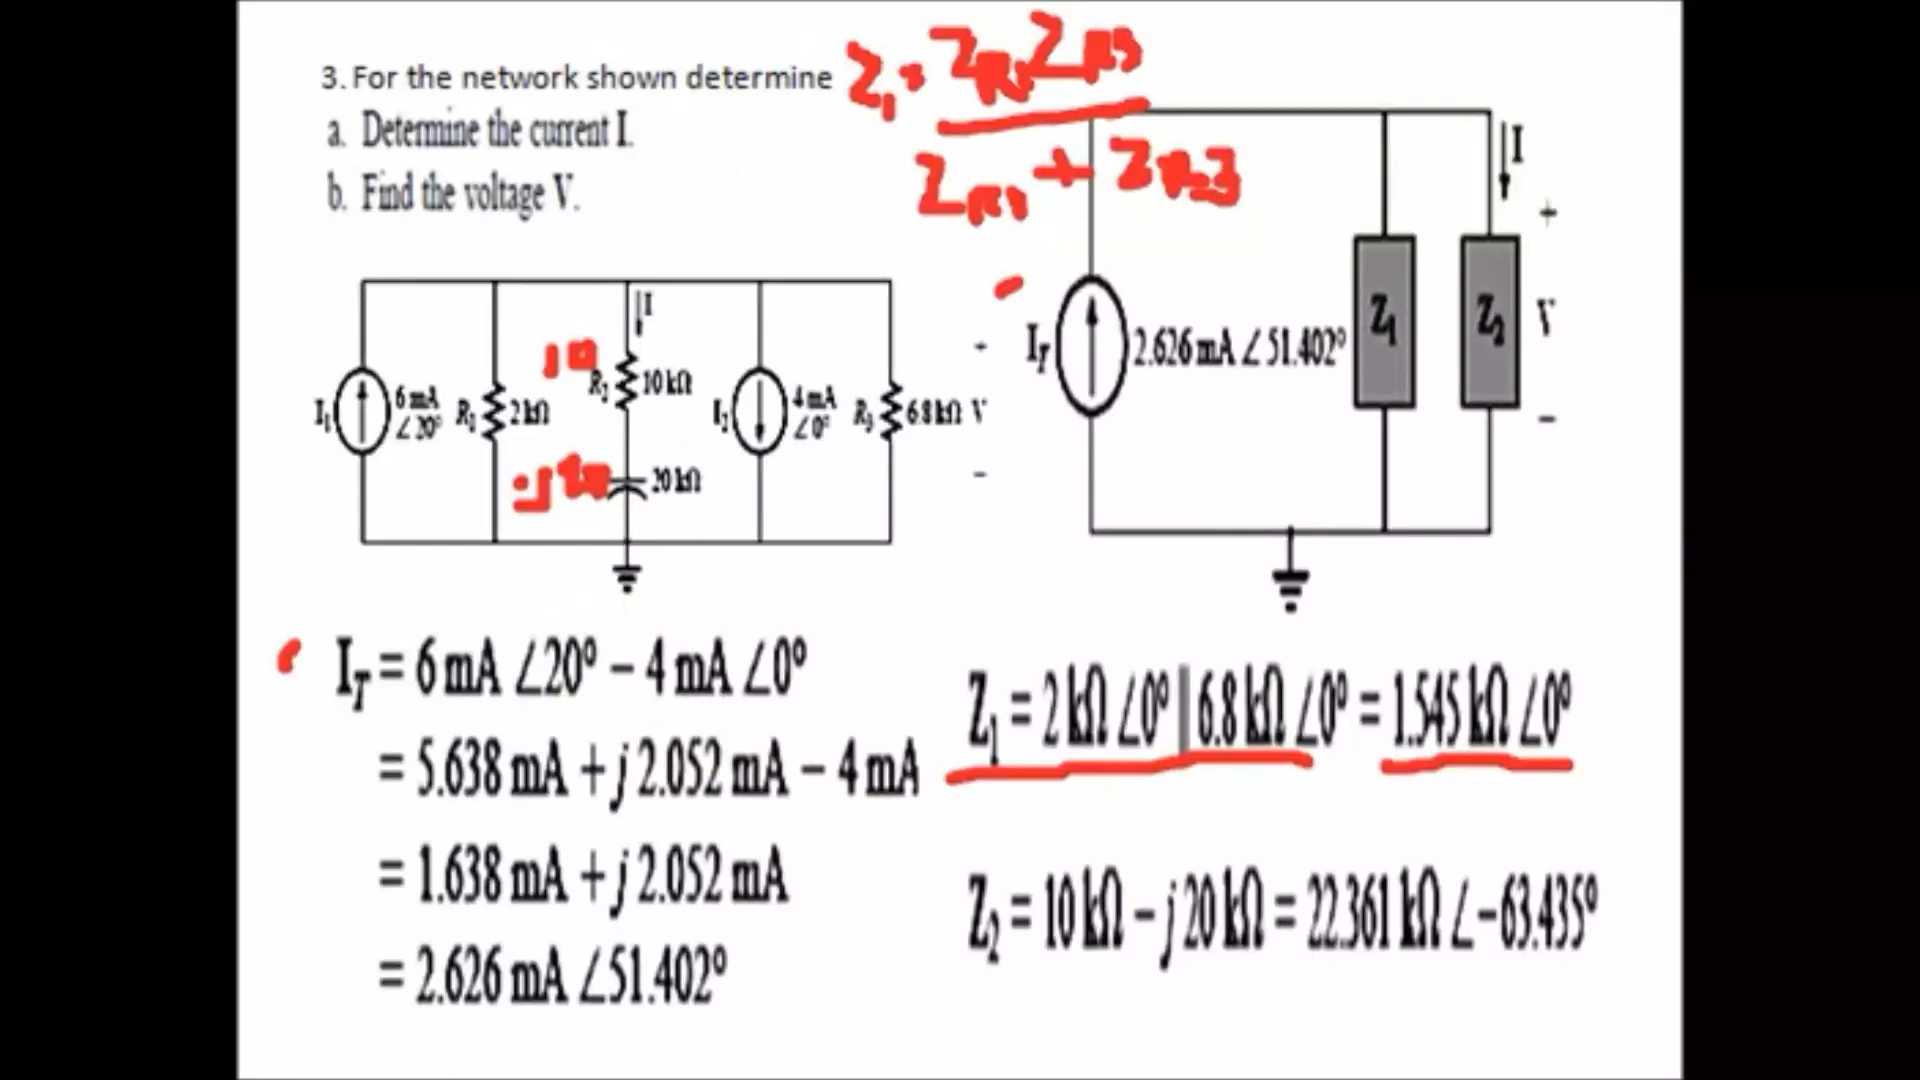 3. For the network shown determine
a. Determine the current I.
b. Find the voltage V.
Z1 = ZR1 ZR3
ZR1 + ZR3
I
+
V
-
Z1
Z2
IT
2.626 mA ∠51.402°
I
10
R2
10 kΩ
I1
6 mA
∠20°
R1
2 kΩ
I2
4 mA
∠0°
R3
6.8 kΩ
+
V
-
-j20
20 kΩ
IT = 6 mA ∠20° − 4 mA ∠0°
= 5.638 mA + j 2.052 mA − 4 mA
= 1.638 mA + j 2.052 mA
= 2.626 mA ∠51.402°
Z1 = 2 kΩ ∠0° || 6.8 kΩ ∠0° = 1.545 kΩ ∠0°
Z2 = 10 kΩ − j 20 kΩ = 22.361 kΩ ∠−63.435°